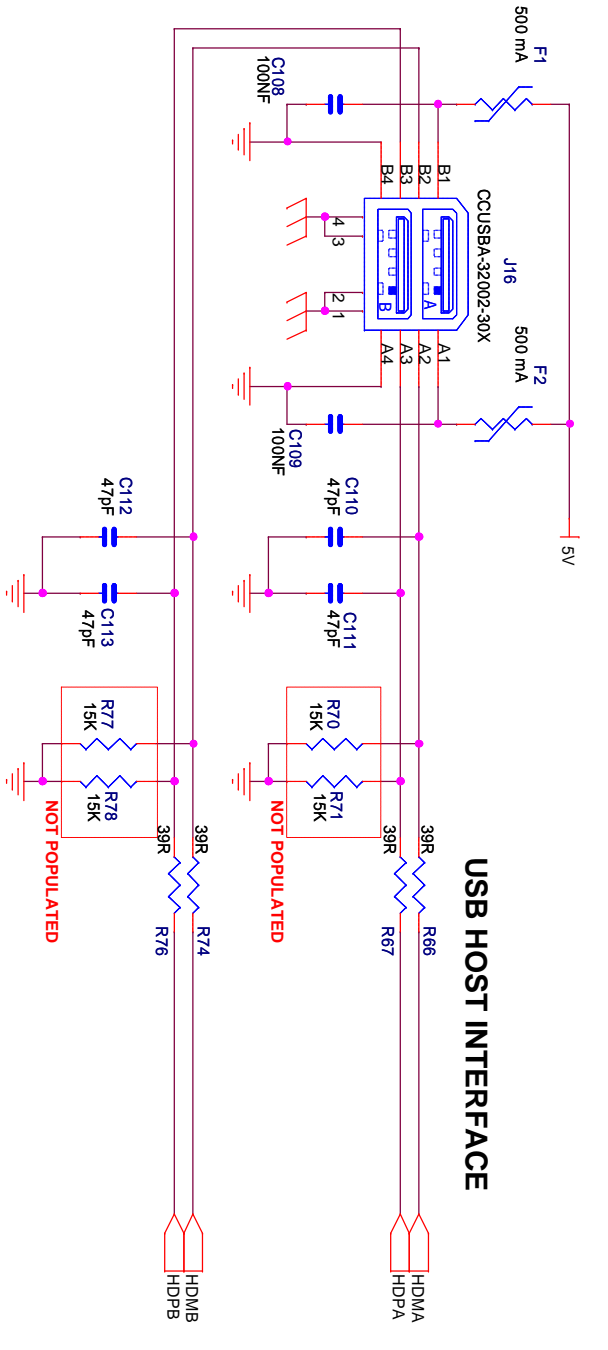 USB HOST INTERFACE
5V
F1
500 mA
F2
500 mA
J16
CCUSBA-32002-30X
C108
100NF
C109
100NF
B1
B2
B3
B4
A1
A2
A3
A4
A
B
4
3
2
1
C110
47pF
C111
47pF
R70
15K
R71
15K
NOT POPULATED
39R
R66
39R
R67
HDMA
HDPA
C112
47pF
C113
47pF
R77
15K
R78
15K
NOT POPULATED
39R
R74
39R
R76
HDMB
HDPB